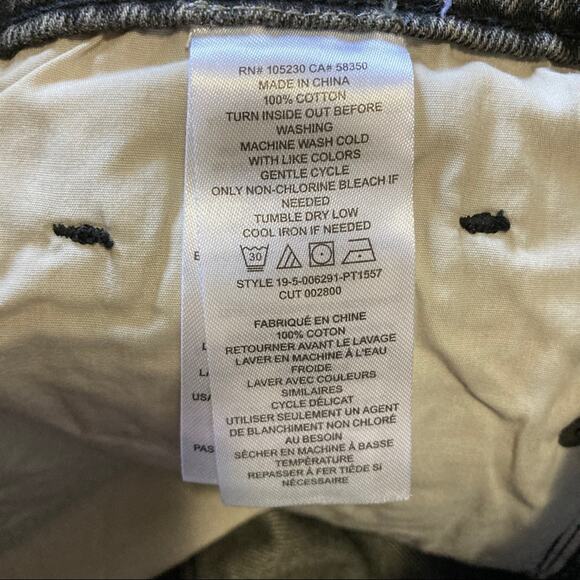 RN# 105230 CA# 58350
MADE IN CHINA
100% COTTON
TURN INSIDE OUT BEFORE
WASHING
MACHINE WASH COLD
WITH LIKE COLORS
GENTLE CYCLE
ONLY NON-CHLORINE BLEACH IF
NEEDED
TUMBLE DRY LOW
COOL IRON IF NEEDED
30
STYLE 19-5-006291-PT1557
CUT 002800
FABRIQUÉ EN CHINE
100% COTON
RETOURNER AVANT LE LAVAGE
LAVER EN MACHINE À L'EAU
FROIDE
LAVER AVEC COULEURS
SIMILAIRES
CYCLE DÉLICAT
UTILISER SEULEMENT UN AGENT
DE BLANCHIMENT NON CHLORÉ
AU BESOIN
SÉCHER EN MACHINE À BASSE
TEMPÉRATURE
REPASSER À FER TIÈDE SI
NÉCESSAIRE